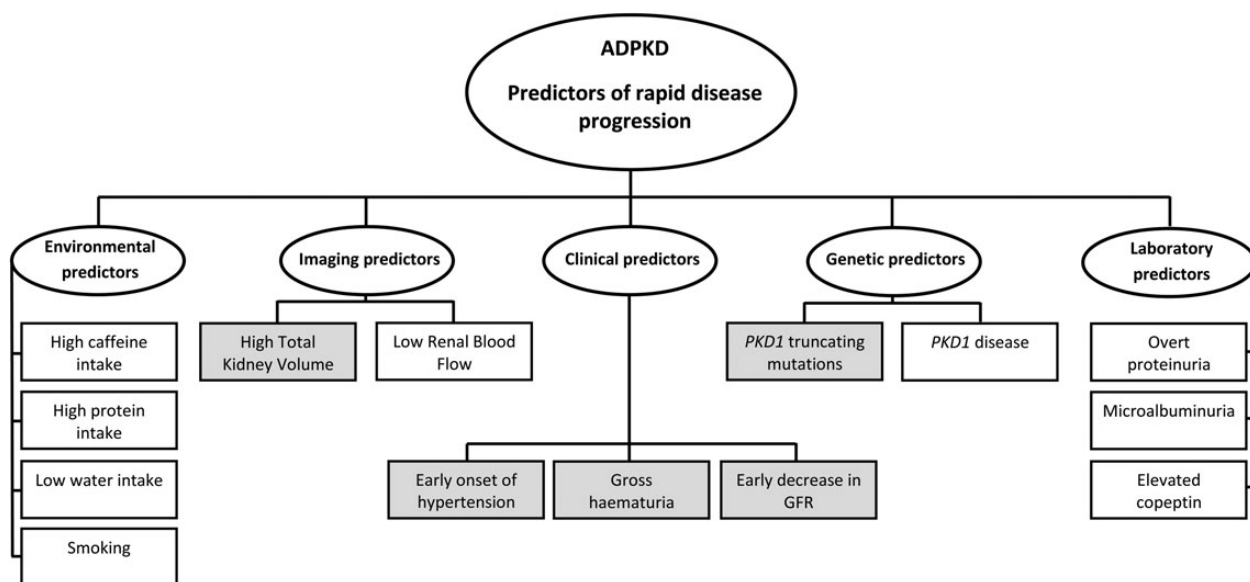 ADPKD
Predictors of rapid disease
progression
Environmental
predictors
Imaging predictors
Clinical predictors
Genetic predictors
Laboratory
predictors
High caffeine
intake
High protein
intake
Low water intake
Smoking
High Total
Kidney Volume
Low Renal Blood
Flow
Early onset of
hypertension
Gross
haematuria
Early decrease in
GFR
PKD1 truncating
mutations
PKD1 disease
Overt
proteinuria
Microalbuminuria
Elevated
copeptin